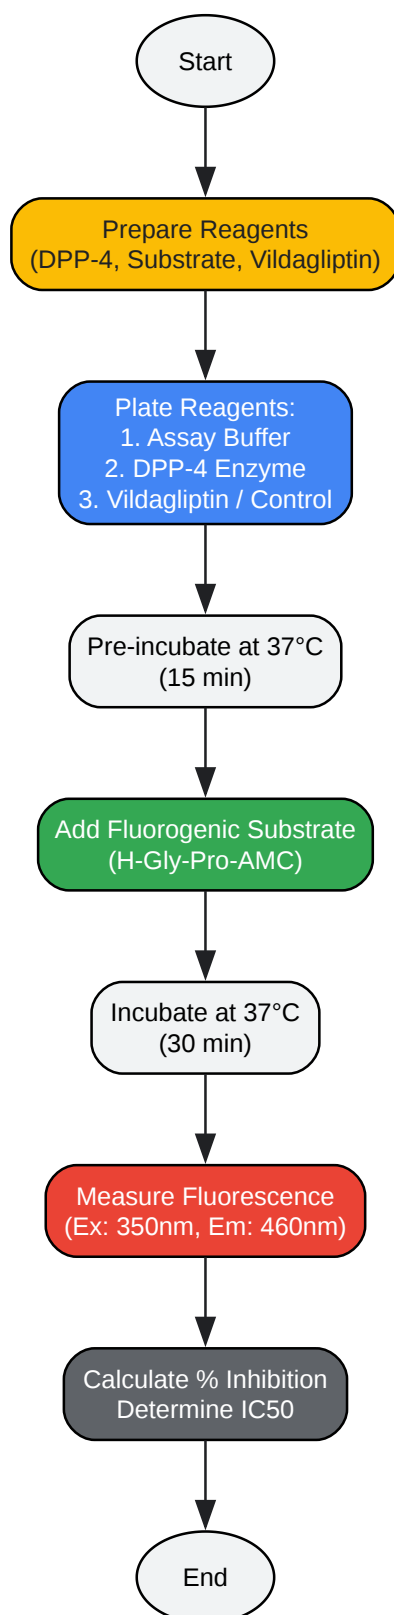 Start
Prepare Reagents
(DPP-4, Substrate, Vildagliptin)
Plate Reagents:
1. Assay Buffer
2. DPP-4 Enzyme
3. Vildagliptin / Control
Pre-incubate at 37°C
(15 min)
Add Fluorogenic Substrate
(H-Gly-Pro-AMC)
Incubate at 37°C
(30 min)
Measure Fluorescence
(Ex: 350nm, Em: 460nm)
Calculate % Inhibition
Determine IC50
End